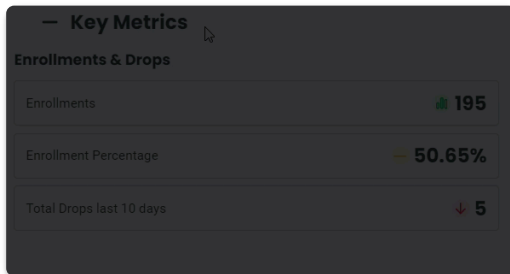 Key Metrics
Enrollments & Drops
Enrollments 195
Enrollment Percentage 50.65%
Total Drops last 10 days 5